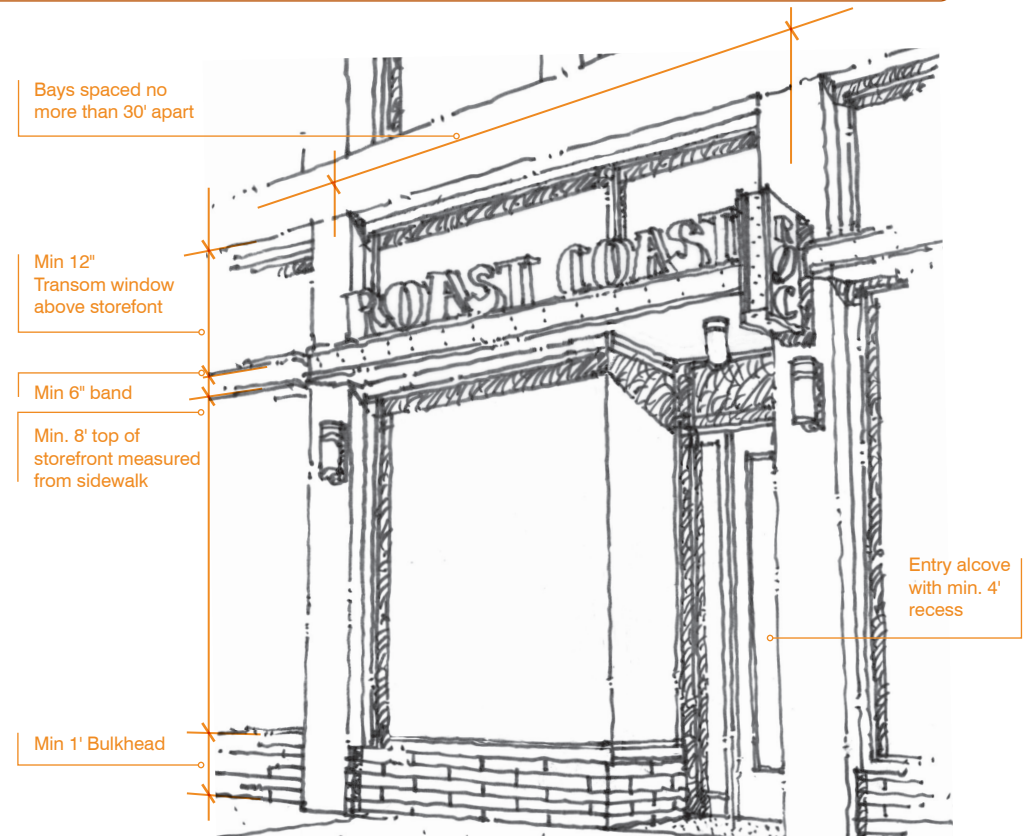 Bays spaced no
more than 30' apart
Min 12"
Transom window
above storefont
Min 6" band
Min. 8' top of
storefront measured
from sidewalk
Min 1' Bulkhead
Entry alcove
with min. 4'
recess
ROAST COAST
ROC